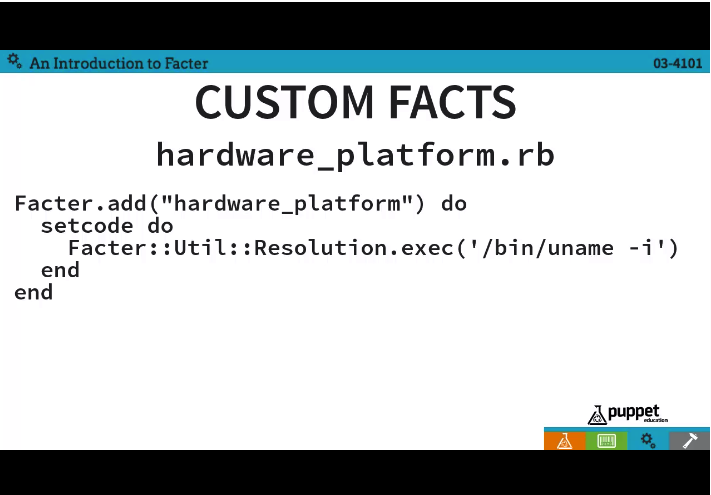 An Introduction to Facter
03-4101
CUSTOM FACTS
hardware_platform.rb
Facter.add("hardware_platform") do
  setcode do
    Facter::Util::Resolution.exec('/bin/uname -i')
  end
end
puppet
education